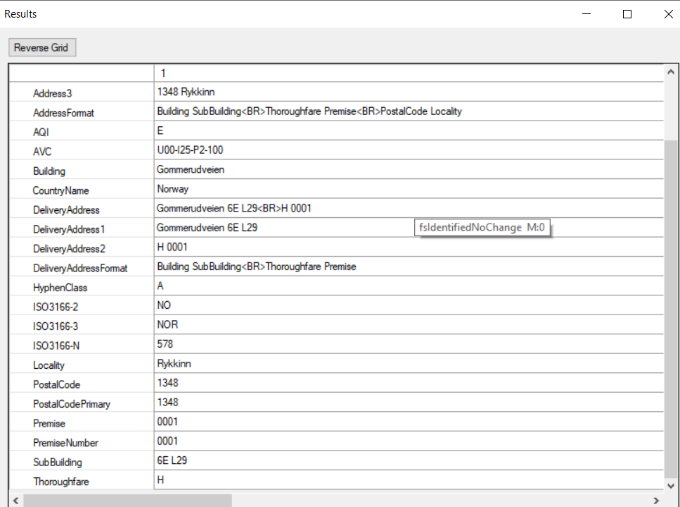 Results
Reverse Grid
1
Address3 1348 Rykkinn
AddressFormat Building SubBuilding<BR>Thoroughfare Premise<BR>PostalCode Locality
AQI E
AVC U00-I25-P2-100
Building Gommerudveien
CountryName Norway
DeliveryAddress Gommerudveien 6E L29<BR>H 0001
DeliveryAddress1 Gommerudveien 6E L29
fsIdentifiedNoChange M:0
DeliveryAddress2 H 0001
DeliveryAddressFormat Building SubBuilding<BR>Thoroughfare Premise
HyphenClass A
ISO3166-2 NO
ISO3166-3 NOR
ISO3166-N 578
Locality Rykkinn
PostalCode 1348
PostalCodePrimary 1348
Premise 0001
PremiseNumber 0001
SubBuilding 6E L29
Thoroughfare H